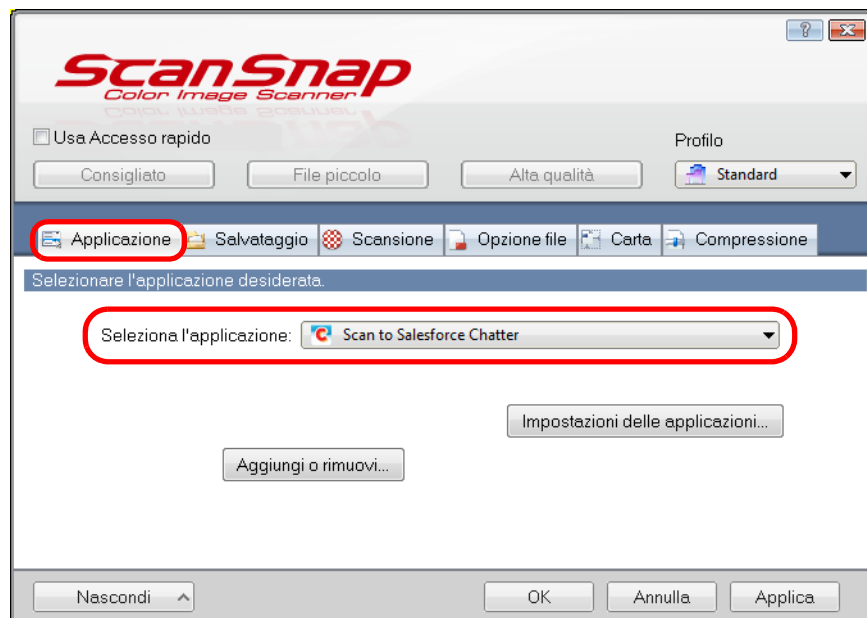 ScanSnap
Color Image Scanner
Usa Accesso rapido
Profilo
Consigliato File piccolo Alta qualità Standard
Applicazione Salvataggio Scansione Opzione file Carta Compressione
Selezionare l'applicazione desiderata.
Seleziona l'applicazione: Scan to Salesforce Chatter
Impostazioni delle applicazioni...
Aggiungi o rimuovi...
Nascondi OK Annulla Applica